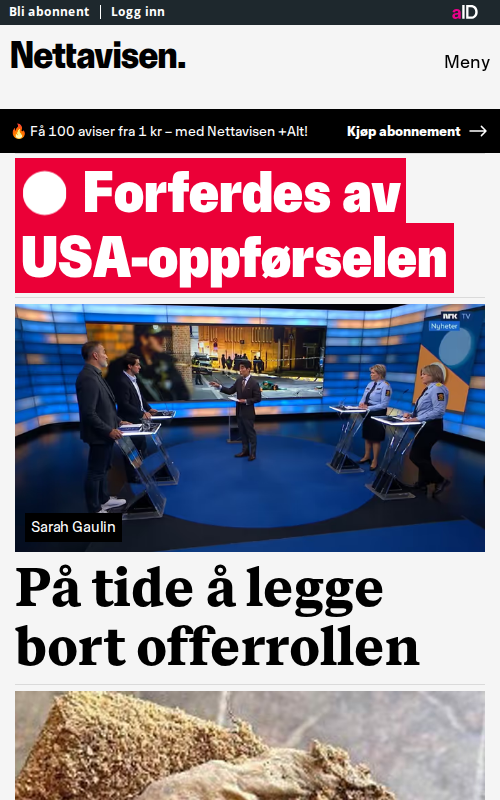 Bli abonnent | Logg inn
aID
Nettavisen.
Meny
🔥 Få 100 aviser fra 1 kr – med Nettavisen +Alt!
Kjøp abonnement →
Forferdes av
USA-oppførselen
NRK TV
Nyheter
Sarah Gaulin
På tide å legge
bort offerrollen